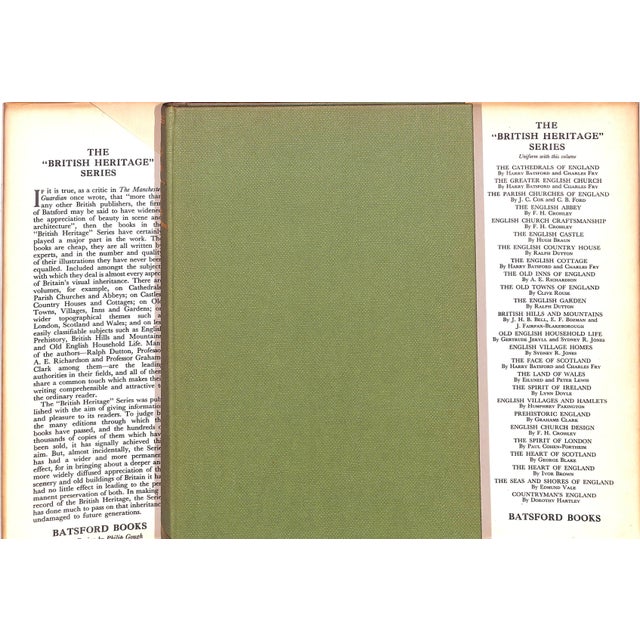 THE
"BRITISH HERITAGE"
SERIES
IF it is true, as a critic in The Manchester
Guardian once wrote, that "more than
any other British publishers, the firm
of Batsford may be said to have widened
the appreciation of beauty in scene and
architecture", then the books in the
"British Heritage" Series have certainly
played a major part in the work. The
books are cheap, they are all written by
experts, and in the number and quality
of their illustrations they have never been
equalled. Included amongst the subjects
with which they deal is almost every aspect
of Britain's visual inheritance. There are
volumes, for example, on Cathedrals
Parish Churches and Abbeys; on Castles
Country Houses and Cottages; on Old
Towns, Villages, Inns and Gardens; on
wider topographical themes such as
London, Scotland and Wales; and on less
easily classifiable subjects such as English
Prehistory, British Hills and Mountains
and Old English Household Life. Many
of the authors—Ralph Dutton, Professor
A. E. Richardson and Professor Grahame
Clark among them—are the leading
authorities in their fields, and all of them
share a common touch which makes their
writing comprehensible and attractive to
the ordinary reader.
The "British Heritage" Series was pub-
lished with the aim of giving information
and pleasure to its readers. To judge by
the many editions through which the
books have passed, and the hundreds of
thousands of copies of them which have
been sold, it has signally achieved that
aim. But, almost incidentally, the Series
has had a wider and more permanent
effect, for in bringing about a deeper and
more widely diffused appreciation of the
scenery and old buildings of Britain it has
had no little effect in leading to the per-
manent preservation of both. In making a
record of the British Heritage, the Series
has done much to pass on that inheritance
undamaged to future generations.
BATSFORD BOOKS
by Philip Gough
THE
"BRITISH HERITAGE"
SERIES
Uniform with this volume
THE CATHEDRALS OF ENGLAND
By HARRY BATSFORD and CHARLES FRY
THE GREATER ENGLISH CHURCH
By HARRY BATSFORD and CHARLES FRY
THE PARISH CHURCHES OF ENGLAND
By J. C. COX and C. B. FORD
THE ENGLISH ABBEY
By F. H. CROSSLEY
ENGLISH CHURCH CRAFTSMANSHIP
By F. H. CROSSLEY
THE ENGLISH CASTLE
By HUGH BRAUN
THE ENGLISH COUNTRY HOUSE
By RALPH DUTTON
THE ENGLISH COTTAGE
By HARRY BATSFORD and CHARLES FRY
THE OLD INNS OF ENGLAND
By A. E. RICHARDSON
THE OLD TOWNS OF ENGLAND
By CLIVE ROUSE
THE ENGLISH GARDEN
By RALPH DUTTON
BRITISH HILLS AND MOUNTAINS
By J. H. B. BELL, E. F. BOZMAN and
J. FAIRFAX-BLAKEBOROUGH
OLD ENGLISH HOUSEHOLD LIFE
By GERTRUDE JEKYLL and SYDNEY R. JONES
ENGLISH VILLAGE HOMES
By SYDNEY R. JONES
THE FACE OF SCOTLAND
By HARRY BATSFORD and CHARLES FRY
THE LAND OF WALES
By EILUNED and PETER LEWIS
THE SPIRIT OF IRELAND
By LYNN DOYLE
ENGLISH VILLAGES AND HAMLETS
By HUMPHREY PAKINGTON
PREHISTORIC ENGLAND
By GRAHAME CLARK
ENGLISH CHURCH DESIGN
By F. H. CROSSLEY
THE SPIRIT OF LONDON
By PAUL COHEN-PORTHEIM
THE HEART OF SCOTLAND
By GEORGE BLAKE
THE HEART OF ENGLAND
By IVOR BROWN
THE SEAS AND SHORES OF ENGLAND
By EDMUND VALE
COUNTRYMAN'S ENGLAND
By DOROTHY HARTLEY
BATSFORD BOOKS